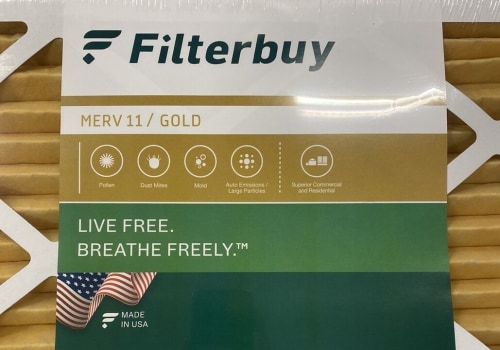 Filterbuy
MERV 11 / GOLD
Pollen
Dust Mites
Mold
Auto Emissions /
Large Particles
Superior Commercial
and Residential
LIVE FREE.
BREATHE FREELY.™
MADE
IN USA